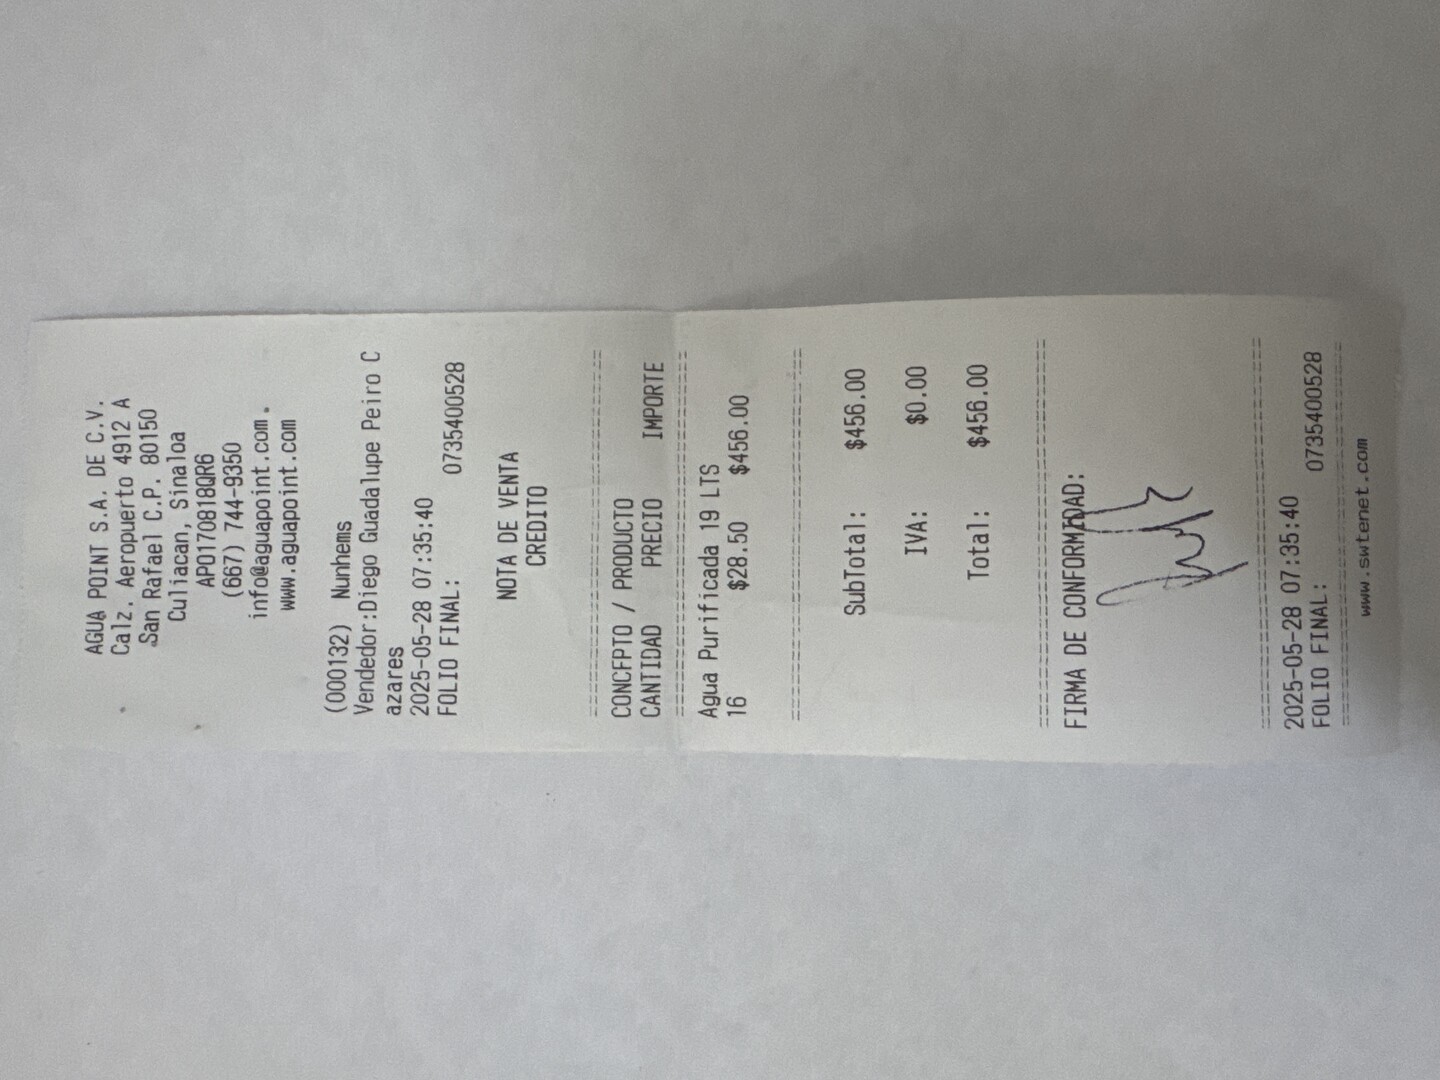 AGUA POINT S.A. DE C.V.
Calz. Aeropuerto 4912 A
San Rafael C.P. 80150
Culiacan, Sinaloa
APO170818QR6
(667) 744-9350
info@aguapoint.com.
www.aguapoint.com
(000132) Nunhems
Vendedor:Diego Guadalupe Peiro C
azares
2025-05-28 07:35:40
FOLIO FINAL: 0735400528
NOTA DE VENTA
CREDITO
CONCEPTO / PRODUCTO
CANTIDAD PRECIO IMPORTE
Agua Purificada 19 LTS
16 $28.50 $456.00
SubTotal: $456.00
IVA: $0.00
Total: $456.00
FIRMA DE CONFORMIDAD:
2025-05-28 07:35:40
FOLIO FINAL: 0735400528
www.swtenet.com